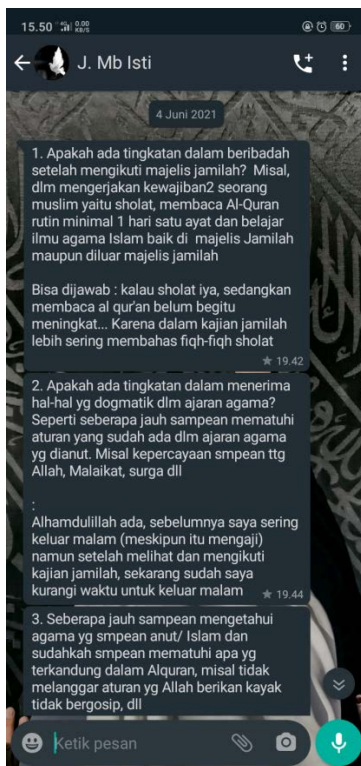 15.50 4G 0.00 KB/S 60
J. Mb Isti
4 Juni 2021
1. Apakah ada tingkatan dalam beribadah
setelah mengikuti majelis jamilah? Misal,
dlm mengerjakan kewajiban2 seorang
muslim yaitu sholat, membaca Al-Quran
rutin minimal 1 hari satu ayat dan belajar
ilmu agama Islam baik di majelis Jamilah
maupun diluar majelis jamilah
Bisa dijawab : kalau sholat iya, sedangkan
membaca al qur'an belum begitu
meningkat... Karena dalam kajian jamilah
lebih sering membahas fiqh-fiqh sholat
19.42
2. Apakah ada tingkatan dalam menerima
hal-hal yg dogmatik dlm ajaran agama?
Seperti seberapa jauh sampean mematuhi
aturan yang sudah ada dlm ajaran agama
yg dianut. Misal kepercayaan smpean ttg
Allah, Malaikat, surga dll
:
Alhamdulillah ada, sebelumnya saya sering
keluar malam (meskipun itu mengaji)
namun setelah melihat dan mengikuti
kajian jamilah, sekarang sudah saya
kurangi waktu untuk keluar malam 19.44
3. Seberapa jauh sampean mengetahui
agama yg smpean anut/ Islam dan
sudahkah smpean mematuhi apa yg
terkandung dalam Alquran, misal tidak
melanggar aturan yg Allah berikan kayak
tidak bergosip, dll
Ketik pesan